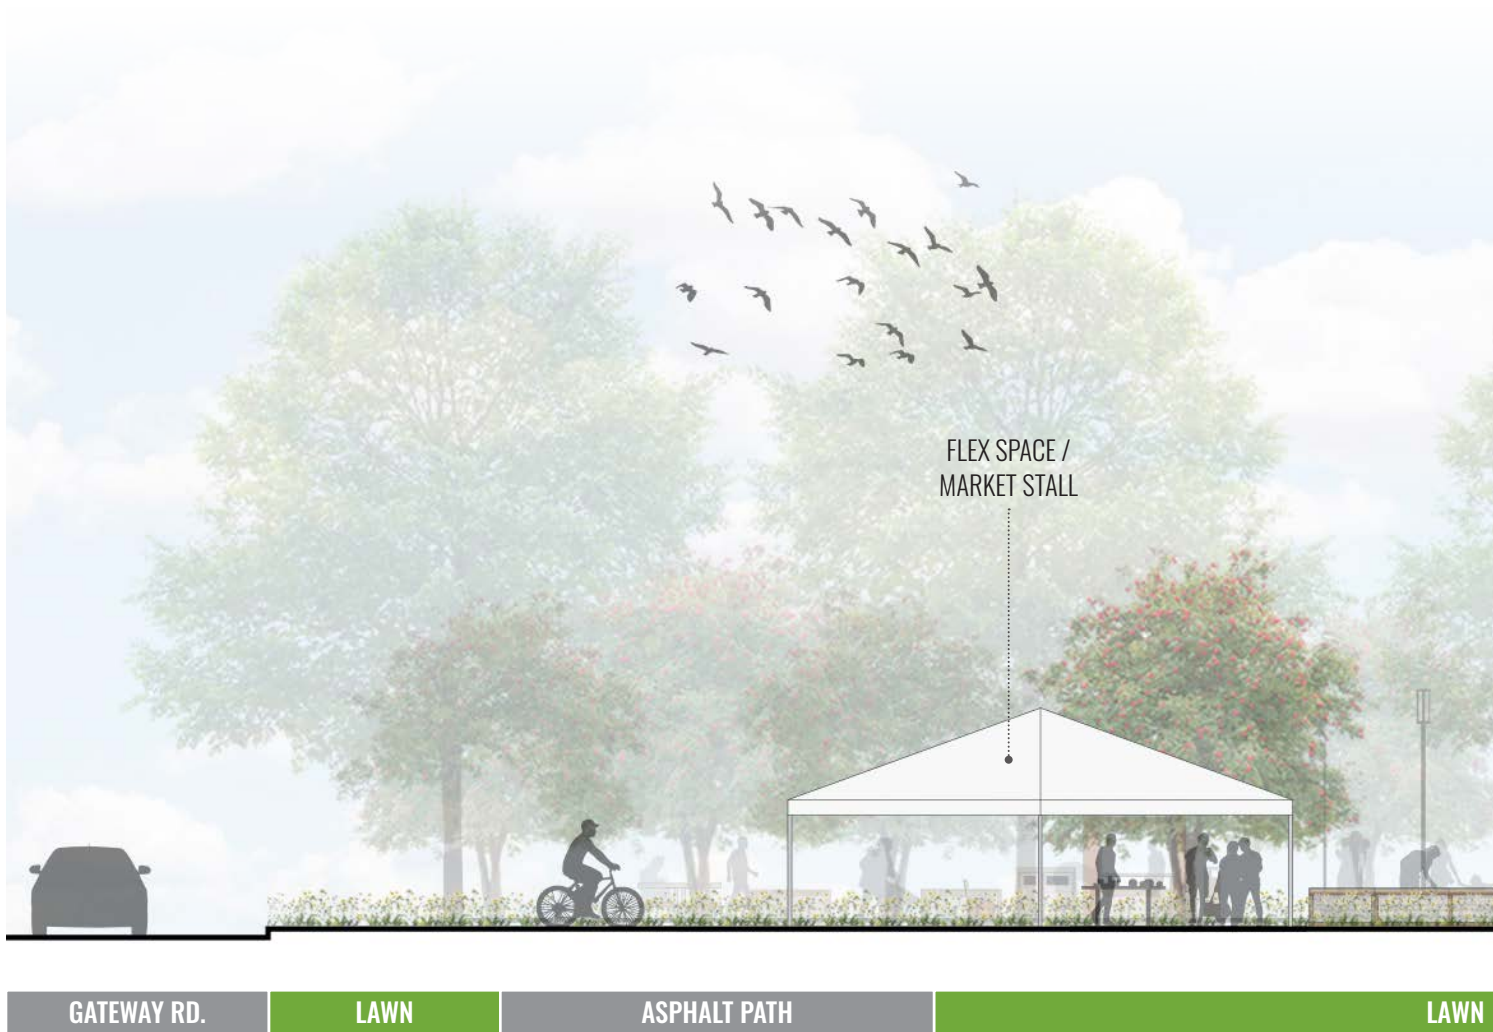 FLEX SPACE /
MARKET STALL
GATEWAY RD.
LAWN
ASPHALT PATH
LAWN